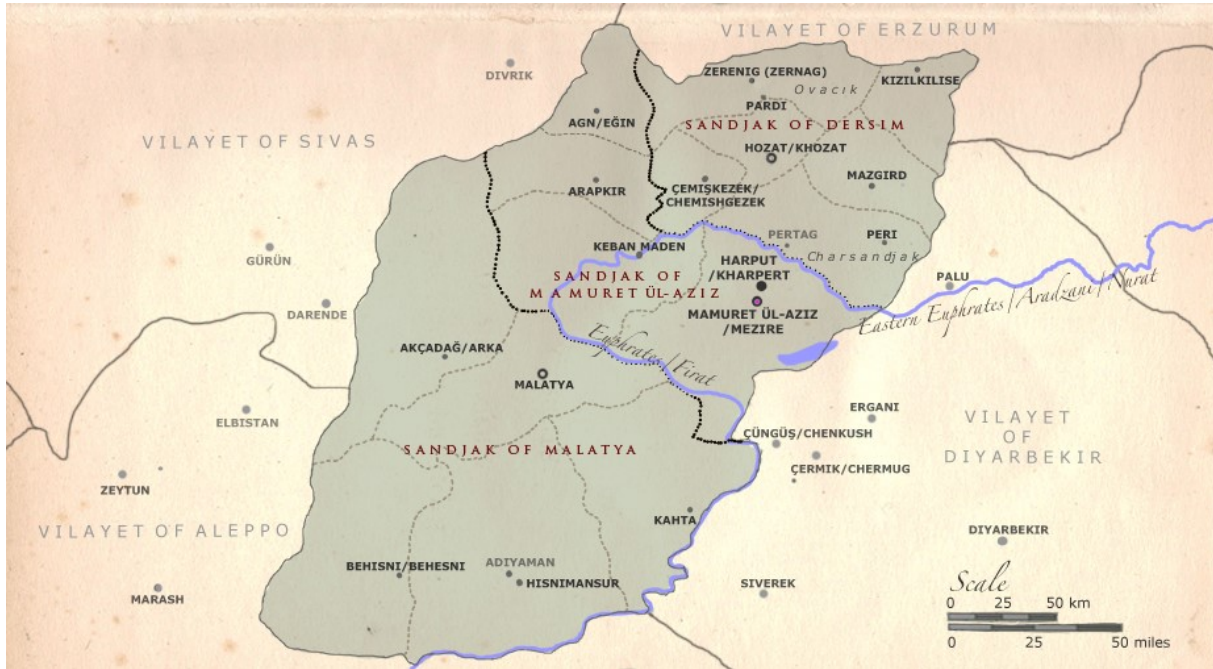 VILAYET OF ERZURUM
DIVRIK
ZERENIG (ZERNAG)
KIZILKILISE
Ovacık
PARDI
AGN/EĞIN
SANDJAK OF DERSIM
VILAYET OF SIVAS
HOZAT/KHOZAT
MAZGIRD
ARAPKIR
ÇEMIŞKEZEK/
CHEMISHGEZEK
PERTAG
PERI
KEBAN MADEN
GÜRÜN
Charsandjak
HARPUT
/KHARPERT
SANDJAK OF
MAMURET ÜL-AZIZ
PALU
Eastern Euphrates/Aradzani/Nurat
DARENDE
MAMURET ÜL-AZIZ
/MEZIRE
AKÇADAĞ/ARKA
Euphrates/Firat
MALATYA
ELBISTAN
ERGANI
VILAYET
OF
DIYARBEKIR
ÇÜNGÜŞ/CHENKUSH
SANDJAK OF MALATYA
ÇERMIK/CHERMUG
ZEYTUN
KAHTA
VILAYET OF ALEPPO
DIYARBEKIR
BEHISNI/BEHESNI
ADIYAMAN
HISNIMANSUR
SIVEREK
MARASH
Scale
0 25 50 km
0 25 50 miles